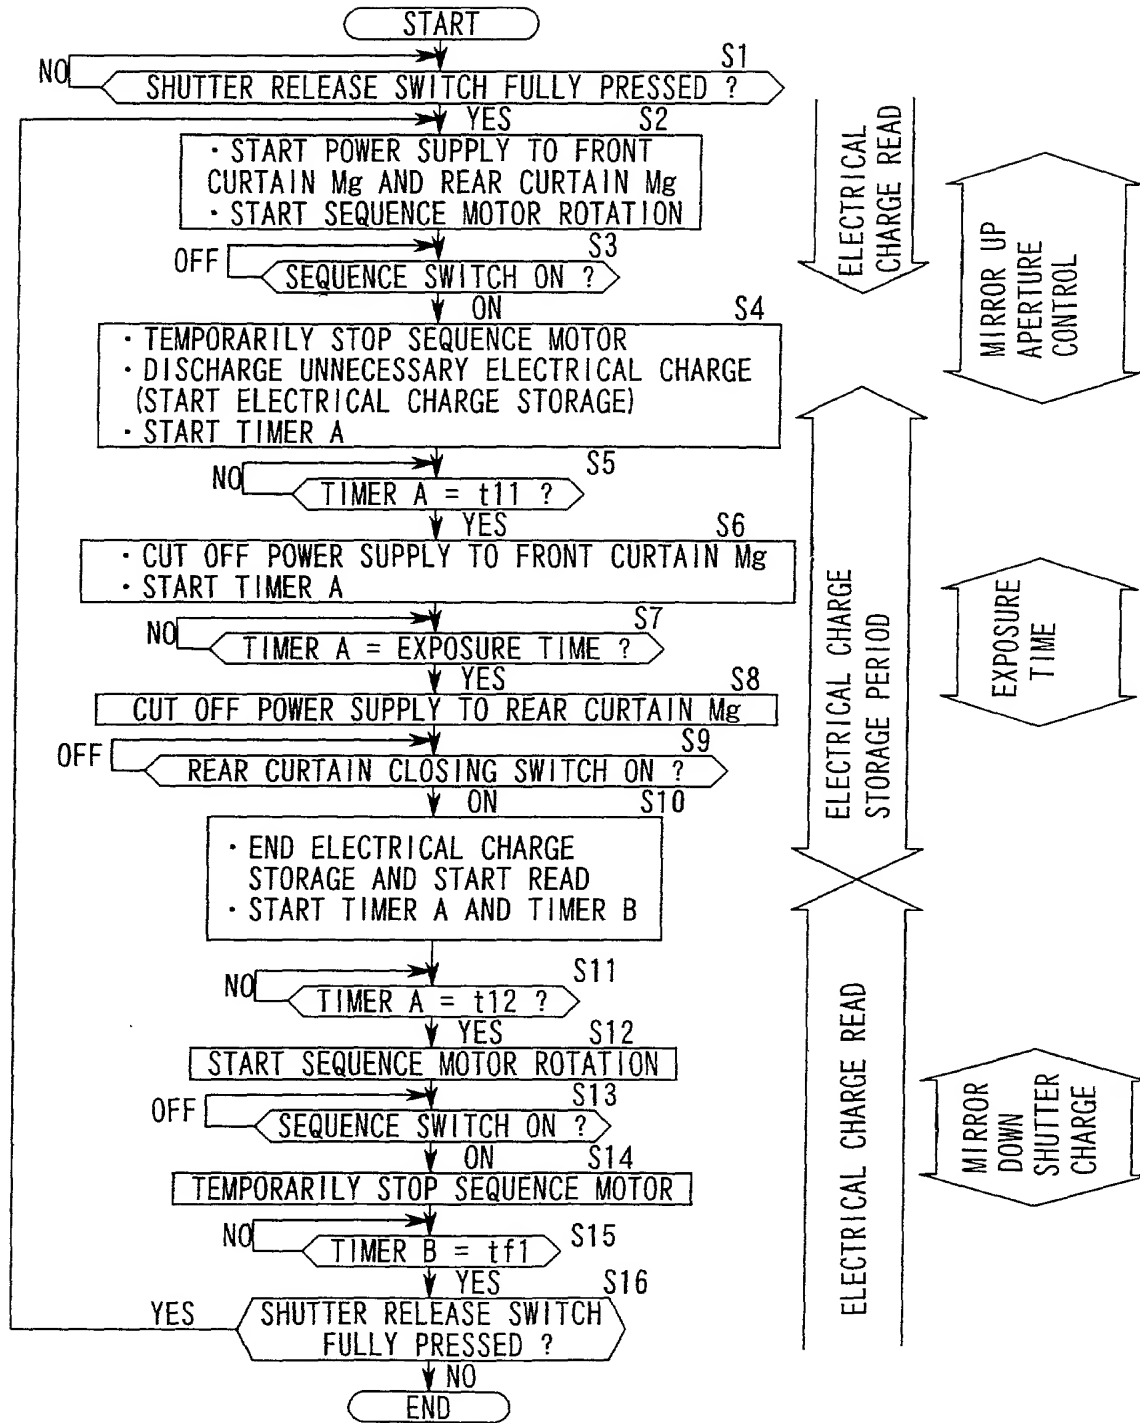 START
S1
NO
SHUTTER RELEASE SWITCH FULLY PRESSED ?
YES
S2
· START POWER SUPPLY TO FRONT
CURTAIN Mg AND REAR CURTAIN Mg
· START SEQUENCE MOTOR ROTATION
S3
OFF
SEQUENCE SWITCH ON ?
ON
S4
· TEMPORARILY STOP SEQUENCE MOTOR
· DISCHARGE UNNECESSARY ELECTRICAL CHARGE
(START ELECTRICAL CHARGE STORAGE)
· START TIMER A
S5
NO
TIMER A = t11 ?
YES
S6
· CUT OFF POWER SUPPLY TO FRONT CURTAIN Mg
· START TIMER A
S7
NO
TIMER A = EXPOSURE TIME ?
YES
S8
CUT OFF POWER SUPPLY TO REAR CURTAIN Mg
S9
OFF
REAR CURTAIN CLOSING SWITCH ON ?
ON
S10
· END ELECTRICAL CHARGE
STORAGE AND START READ
· START TIMER A AND TIMER B
S11
NO
TIMER A = t12 ?
YES
S12
START SEQUENCE MOTOR ROTATION
S13
OFF
SEQUENCE SWITCH ON ?
ON
S14
TEMPORARILY STOP SEQUENCE MOTOR
S15
NO
TIMER B = tf1
YES
S16
YES
SHUTTER RELEASE SWITCH
FULLY PRESSED ?
NO
END
ELECTRICAL
CHARGE READ
MIRROR UP
APERTURE
CONTROL
ELECTRICAL CHARGE
STORAGE PERIOD
EXPOSURE
TIME
ELECTRICAL CHARGE READ
MIRROR
DOWN
SHUTTER
CHARGE